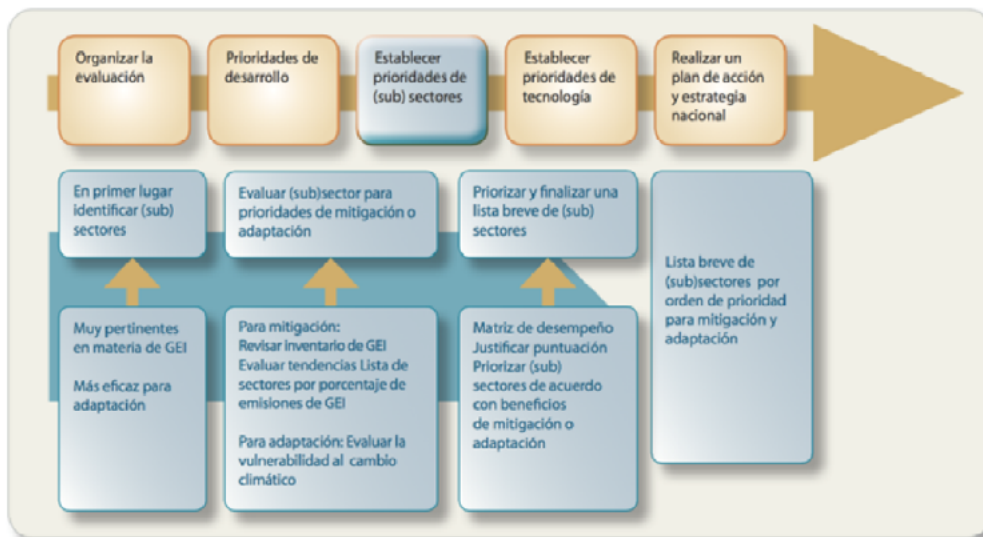 Organizar la
evaluación
Prioridades de
desarrollo
Establecer
prioridades de
(sub) sectores
Establecer
prioridades de
tecnología
Realizar un
plan de acción
y estrategia
nacional
En primer lugar
identificar (sub)
sectores
Evaluar (sub)sector para
prioridades de mitigación o
adaptación
Priorizar y finalizar una
lista breve de (sub)
sectores
Lista breve de
(sub)sectores por
orden de prioridad
para mitigación y
adaptación
Muy pertinentes
en materia de GEI
Más eficaz para
adaptación
Para mitigación:
Revisar inventario de GEI
Evaluar tendencias Lista de
sectores por porcentaje de
emisiones de GEI
Para adaptación: Evaluar la
vulnerabilidad al cambio
climático
Matriz de desempeño
Justificar puntuación
Priorizar (sub)
sectores de acuerdo
con beneficios
de mitigación o
adaptación